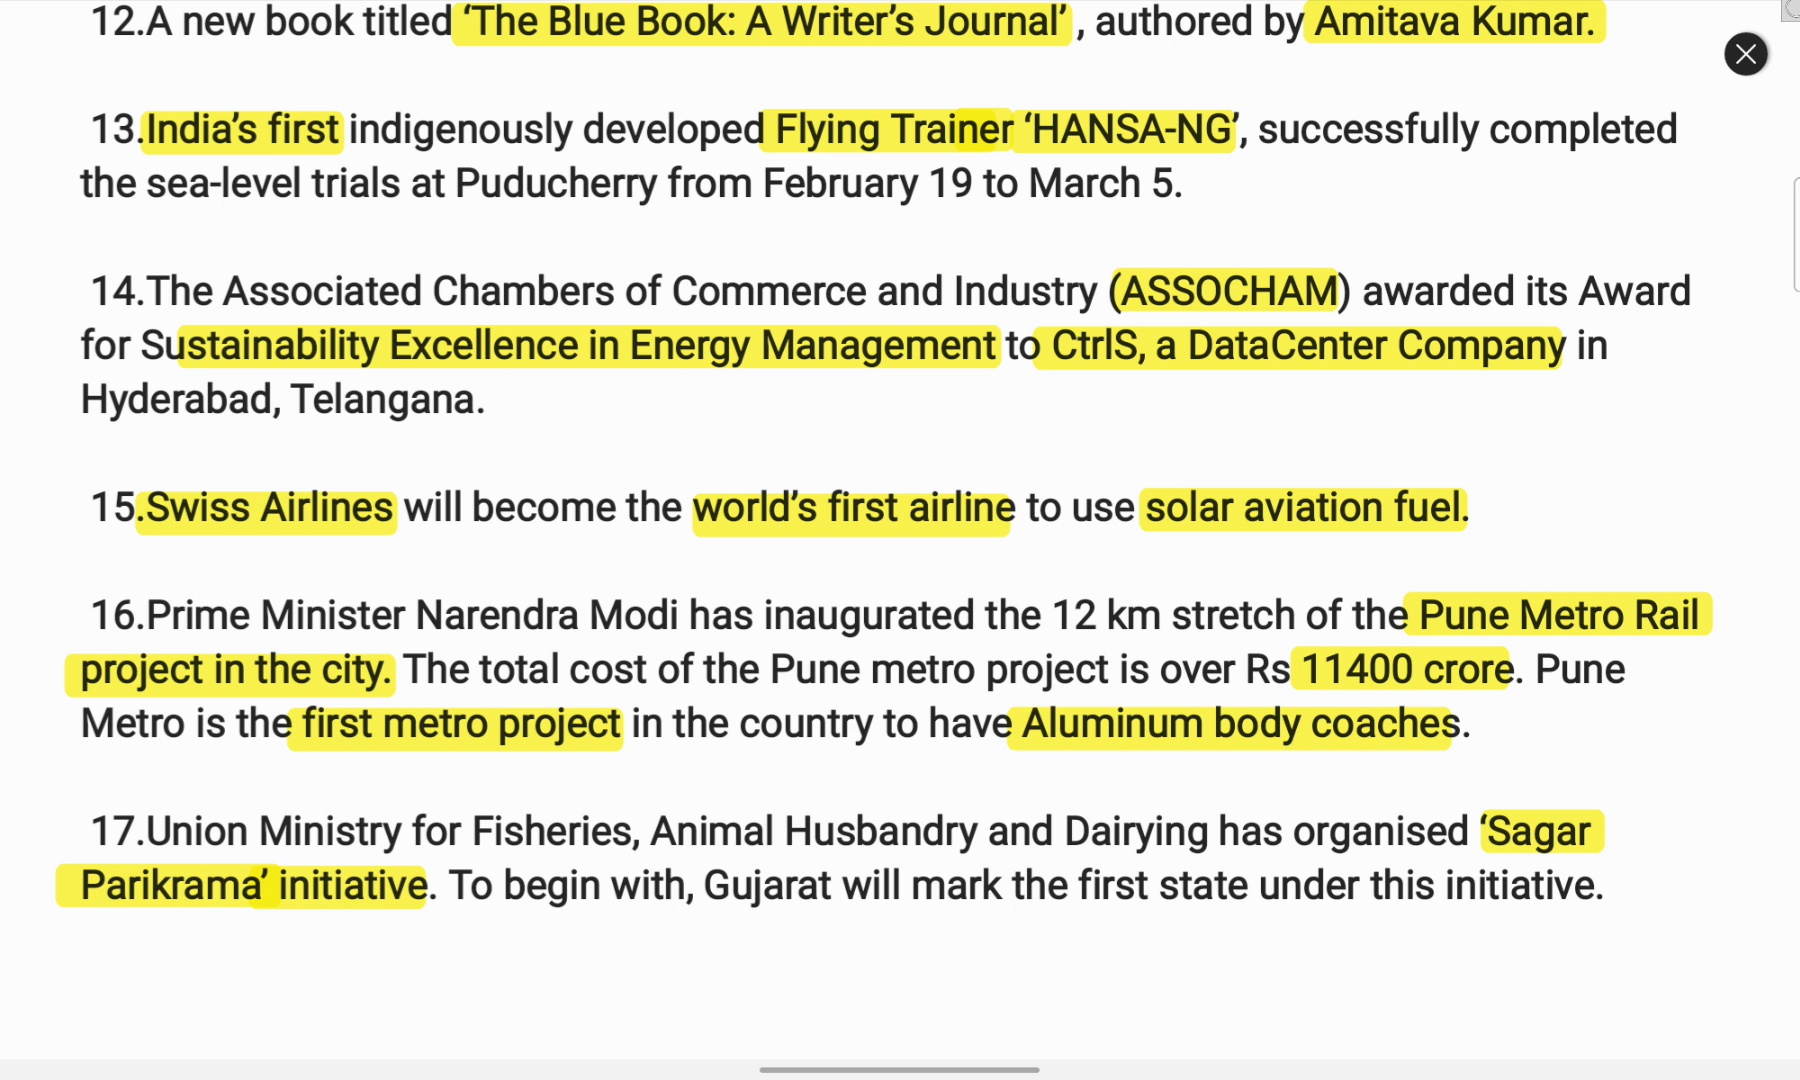 12.A new book titled ‘The Blue Book: A Writer’s Journal’ , authored by Amitava Kumar.
13.India’s first indigenously developed Flying Trainer ‘HANSA-NG’, successfully completed
the sea-level trials at Puducherry from February 19 to March 5.
14.The Associated Chambers of Commerce and Industry (ASSOCHAM) awarded its Award
for Sustainability Excellence in Energy Management to CtrlS, a DataCenter Company in
Hyderabad, Telangana.
15.Swiss Airlines will become the world’s first airline to use solar aviation fuel.
16.Prime Minister Narendra Modi has inaugurated the 12 km stretch of the Pune Metro Rail
project in the city. The total cost of the Pune metro project is over Rs 11400 crore. Pune
Metro is the first metro project in the country to have Aluminum body coaches.
17.Union Ministry for Fisheries, Animal Husbandry and Dairying has organised ‘Sagar
Parikrama’ initiative. To begin with, Gujarat will mark the first state under this initiative.